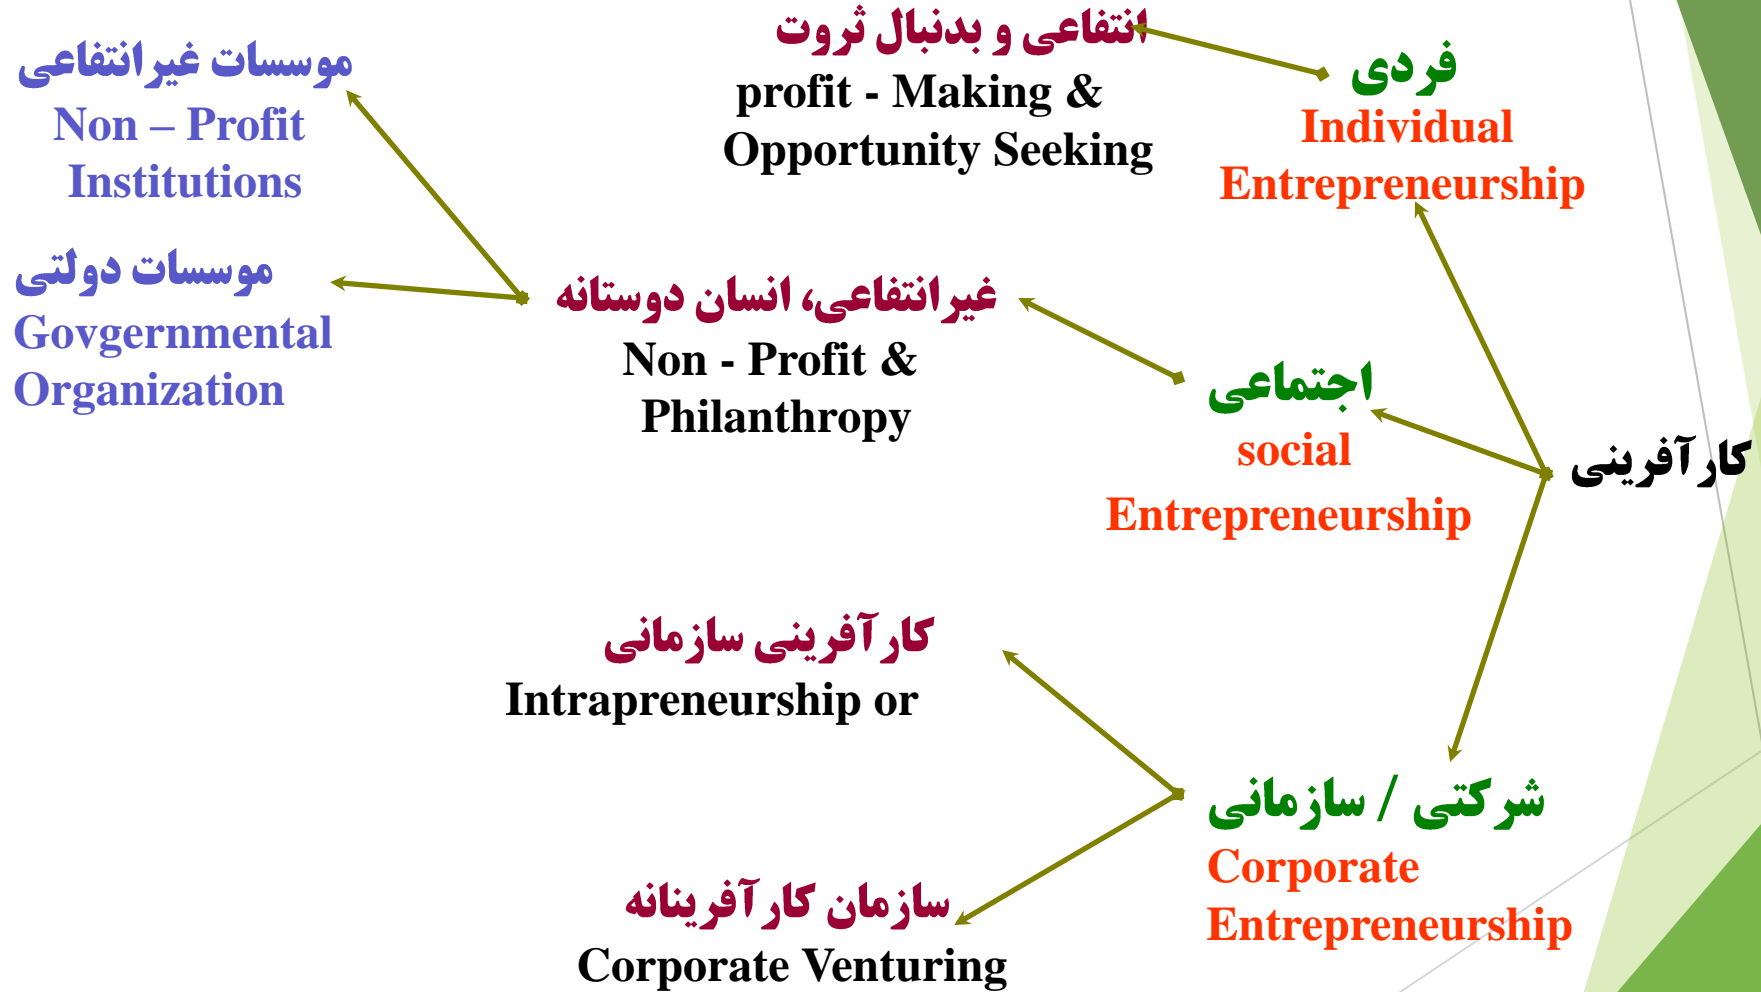 کارآفرینی
فردی
Individual
Entrepreneurship
انتفاعی و بدنبال ثروت
profit - Making &
Opportunity Seeking
اجتماعی
social
Entrepreneurship
غیرانتفاعی، انسان دوستانه
Non - Profit &
Philanthropy
موسسات غیرانتفاعی
Non – Profit
Institutions
موسسات دولتی
Govgernmental
Organization
شرکتی / سازمانی
Corporate
Entrepreneurship
کارآفرینی سازمانی
Intrapreneurship or
سازمان کارآفرینانه
Corporate Venturing